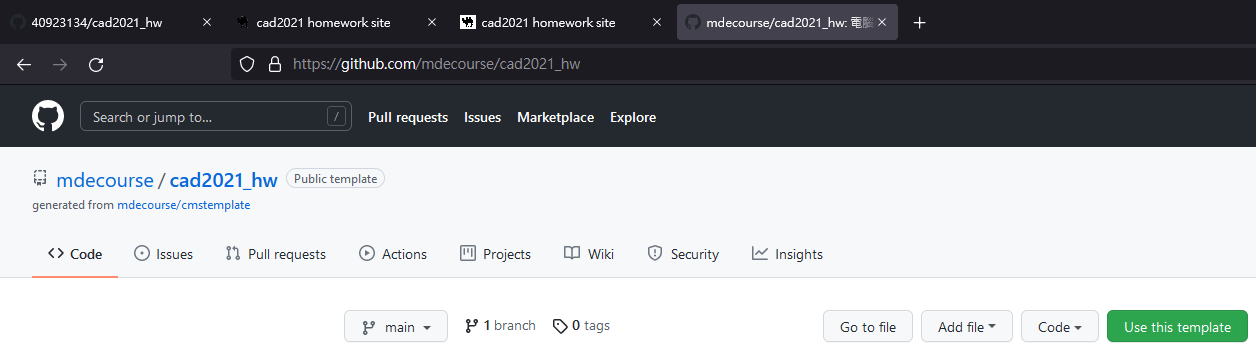 40923134/cad2021_hw
cad2021 homework site
cad2021 homework site
mdecourse/cad2021_hw: 電腦
https://github.com/mdecourse/cad2021_hw
Search or jump to... /
Pull requests Issues Marketplace Explore
mdecourse / cad2021_hw Public template
generated from mdecourse/cmstemplate
Code Issues Pull requests Actions Projects Wiki Security Insights
main 1 branch 0 tags Go to file Add file Code Use this template